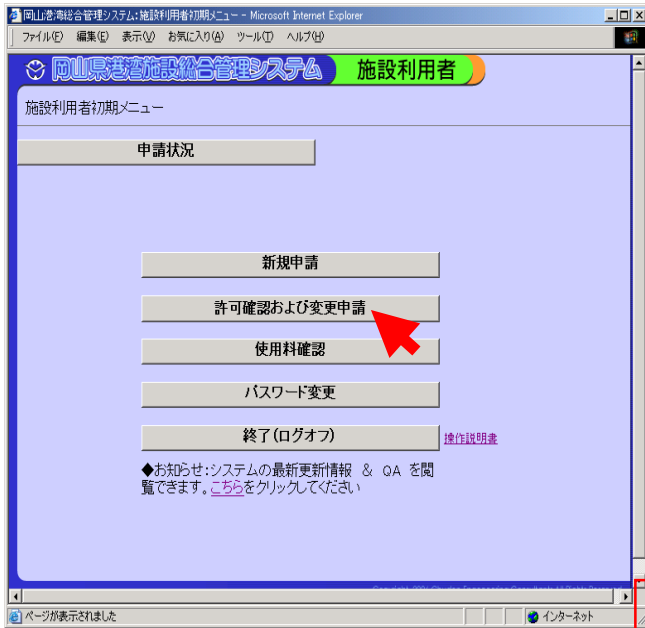 岡山港湾総合管理システム:施設利用者初期メニュー - Microsoft Internet Explorer
ファイル(F) 編集(E) 表示(V) お気に入り(A) ツール(T) ヘルプ(H)
岡山県港湾施設総合管理システム 施設利用者
施設利用者初期メニュー
申請状況
新規申請
許可確認および変更申請
使用料確認
パスワード変更
終了(ログオフ) 操作説明書
◆お知らせ:システムの最新更新情報 & QA を閲
覧できます。こちらをクリックしてください
ページが表示されました インターネット